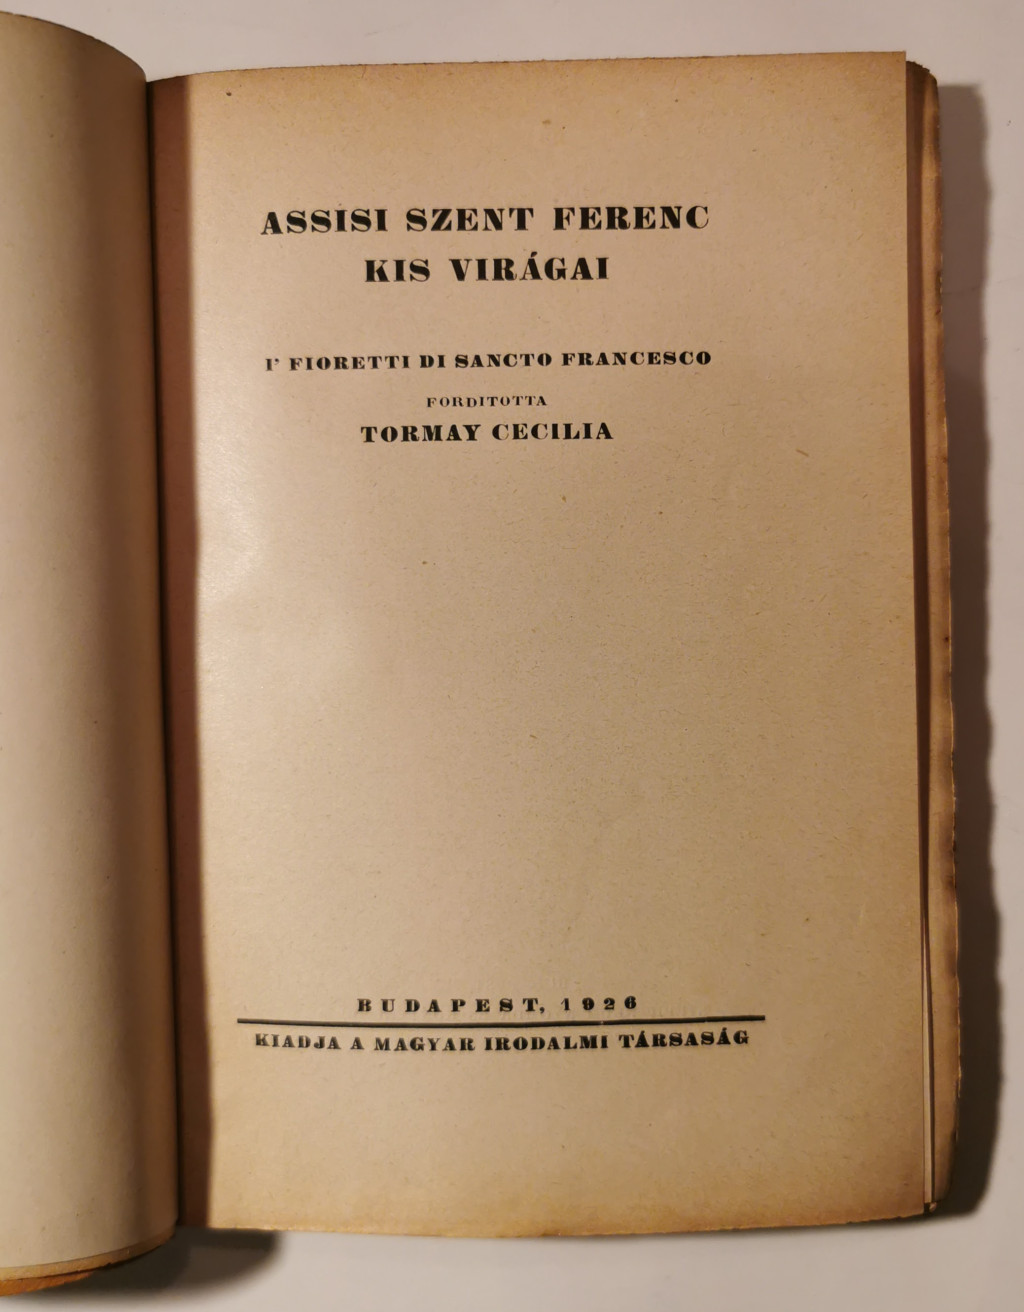 ASSISI SZENT FERENC
KIS VIRÁGAI
I' FIORETTI DI SANCTO FRANCESCO
FORDITOTTA
TORMAY CECILIA
BUDAPEST, 1926
KIADJA A MAGYAR IRODALMI TÁRSASÁG